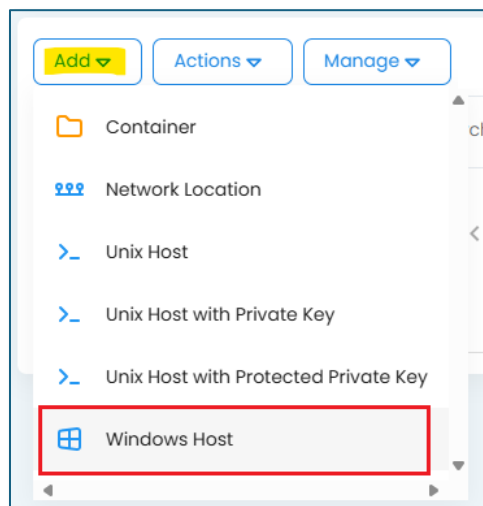 Add Actions Manage
Container
Network Location
Unix Host
Unix Host with Private Key
Unix Host with Protected Private Key
Windows Host